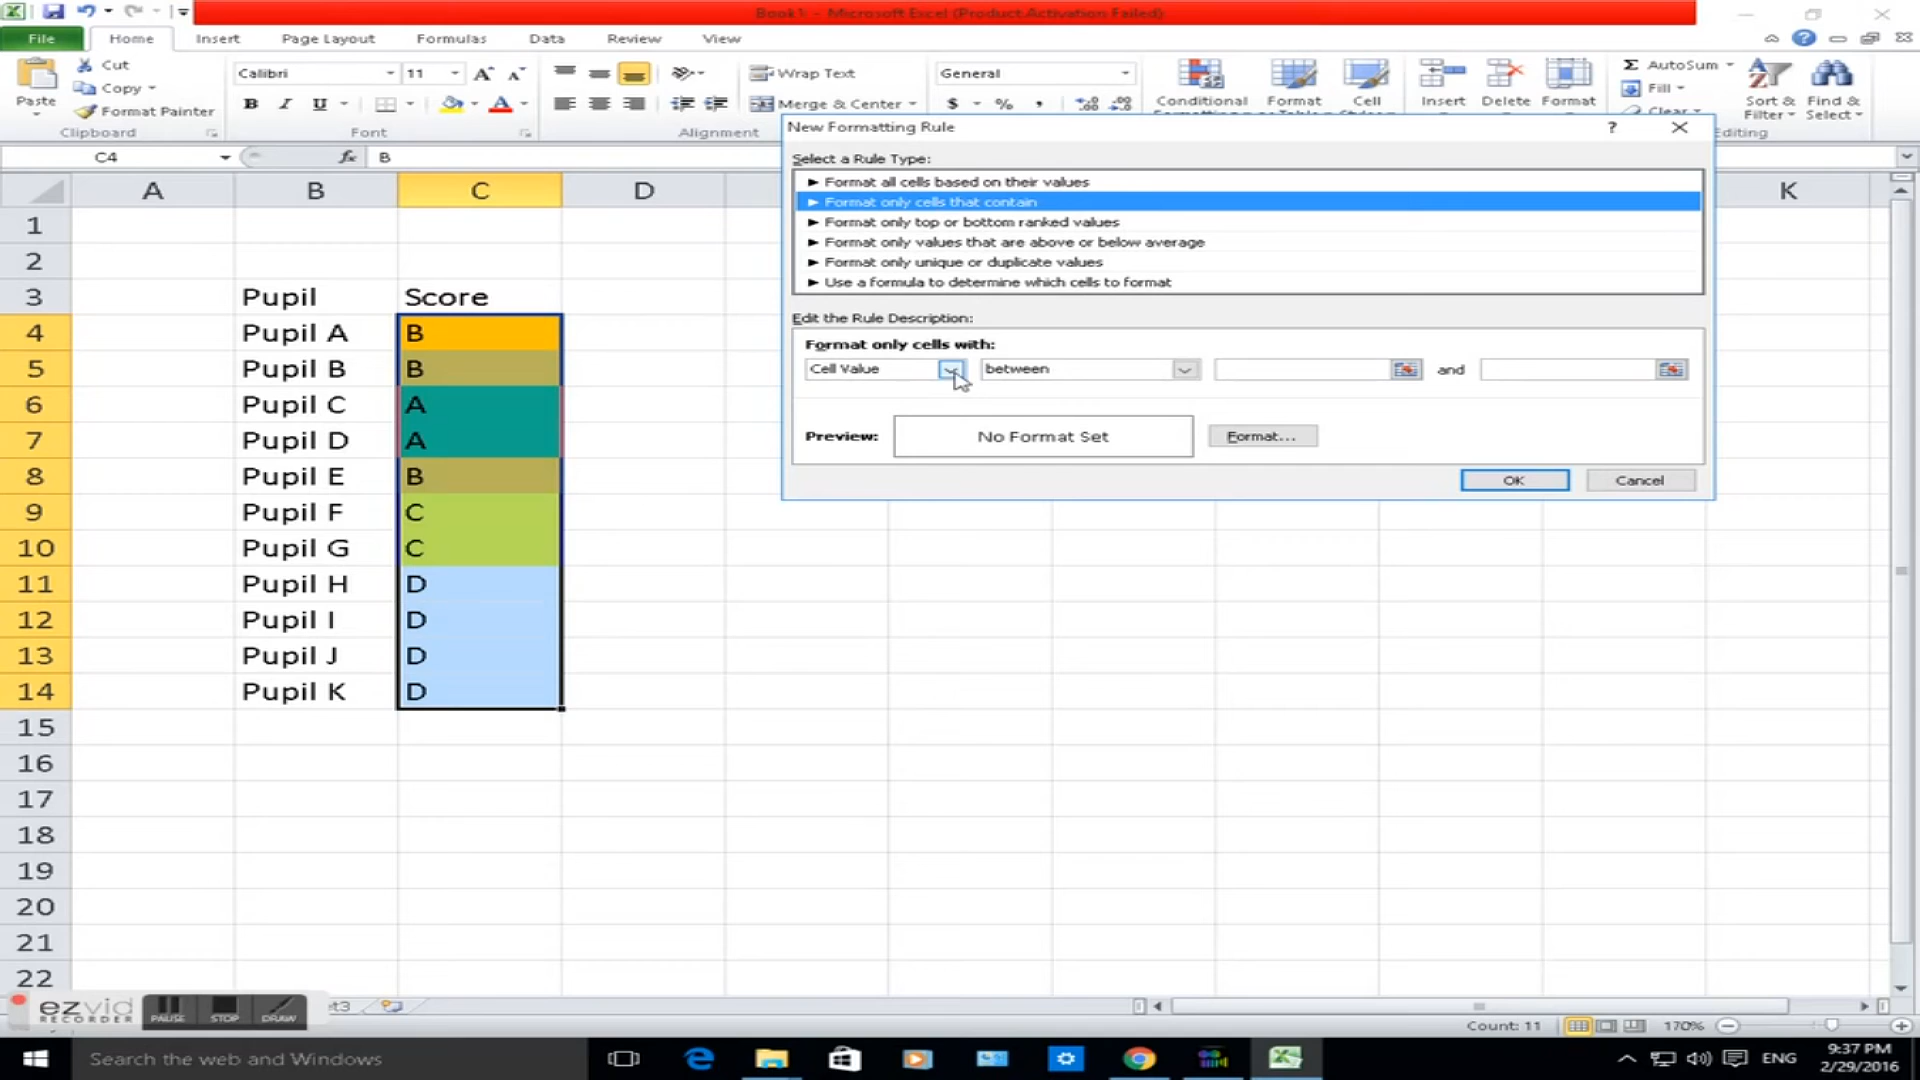 Book1 - Microsoft Excel (Product Activation Failed)
File Home Insert Page Layout Formulas Data Review View
Paste
Cut
Copy
Format Painter
Clipboard
Calibri 11
B I U
Font
Wrap Text
Merge & Center
Alignment
General
$ % ,
Conditional
Format
Cell
Insert Delete Format
Σ AutoSum
Fill
Clear
Sort & Filter
Find & Select
Editing
C4 fx B
A B C D K
1
2
3 Pupil Score
4 Pupil A B
5 Pupil B B
6 Pupil C A
7 Pupil D A
8 Pupil E B
9 Pupil F C
10 Pupil G C
11 Pupil H D
12 Pupil I D
13 Pupil J D
14 Pupil K D
15
16
17
18
19
20
21
22
New Formatting Rule ?
Select a Rule Type:
► Format all cells based on their values
► Format only cells that contain
► Format only top or bottom ranked values
► Format only values that are above or below average
► Format only unique or duplicate values
► Use a formula to determine which cells to format
Edit the Rule Description:
Format only cells with:
Cell Value between and
Preview: No Format Set Format...
OK Cancel
ezvid
RECORDER
PAUSE STOP DRAW
et3
Count: 11 170%
Search the web and Windows
ENG
9:37 PM
2/29/2016